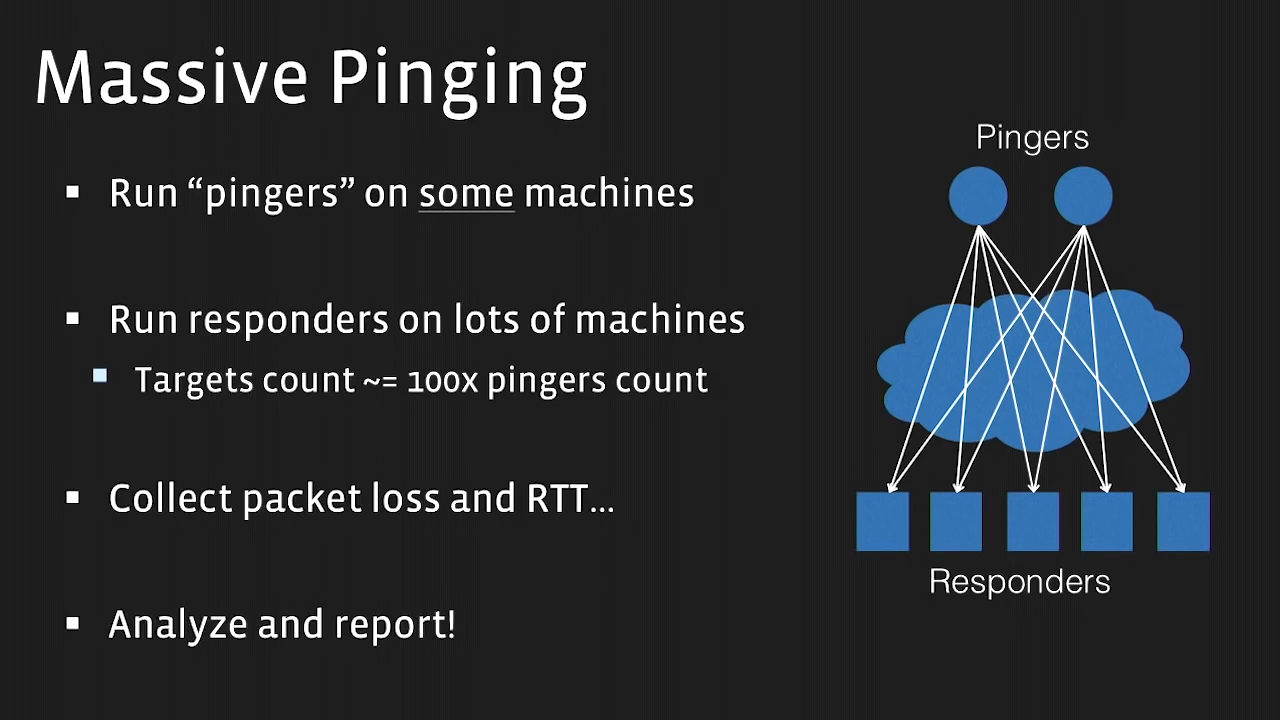 Massive Pinging
Run “pingers” on some machines
Run responders on lots of machines
Targets count ~= 100x pingers count
Collect packet loss and RTT...
Analyze and report!
Pingers
Responders